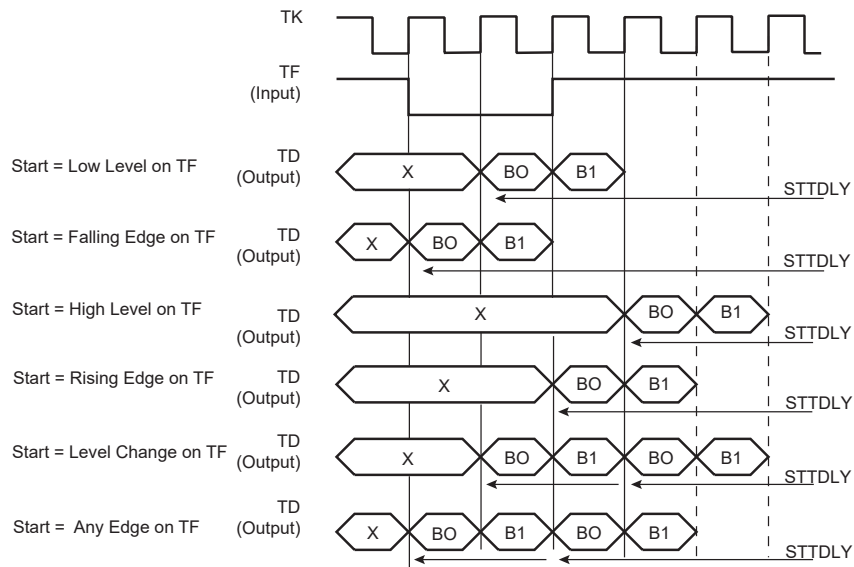 TK
TF
(Input)
Start = Low Level on TF
TD
(Output)
X
BO
B1
STTDLY
Start = Falling Edge on TF
TD
(Output)
X
BO
B1
STTDLY
Start = High Level on TF
TD
(Output)
X
BO
B1
STTDLY
Start = Rising Edge on TF
TD
(Output)
X
BO
B1
STTDLY
Start = Level Change on TF
TD
(Output)
X
BO
B1
BO
B1
STTDLY
Start = Any Edge on TF
TD
(Output)
X
BO
B1
BO
B1
STTDLY